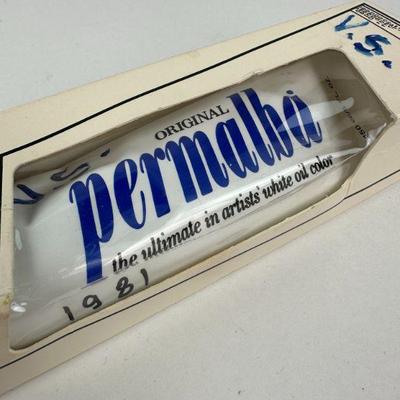 V.S.
V.S.
ORIGINAL
permalba
the ultimate in artists white oil color
1981